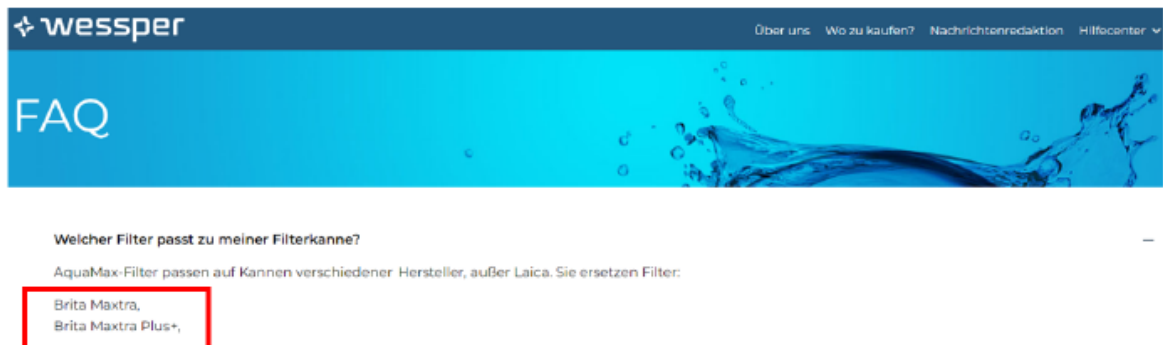 wessper
Über uns Wo zu kaufen? Nachrichtenredaktion Hilfecenter
FAQ
Welcher Filter passt zu meiner Filterkanne?
AquaMax-Filter passen auf Kannen verschiedener Hersteller, außer Laica. Sie ersetzen Filter:
Brita Maxtra,
Brita Maxtra Plus+,